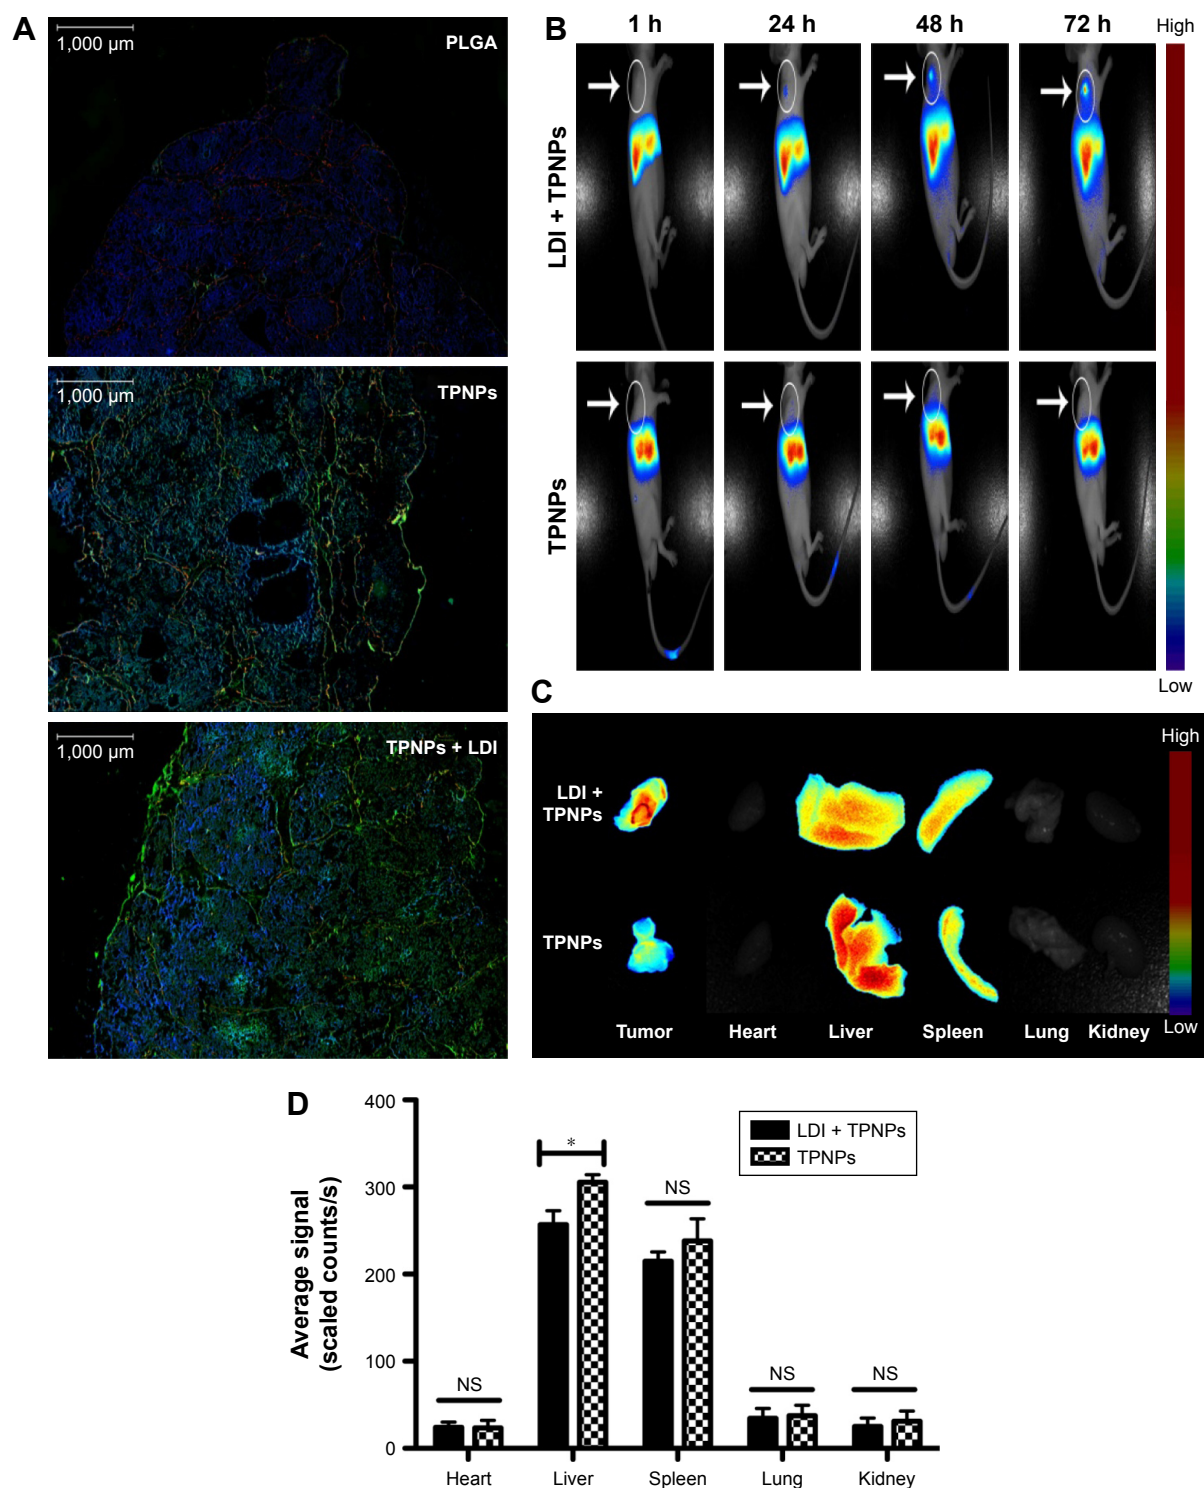 A
1,000 µm
PLGA
1,000 µm
TPNPs
1,000 µm
TPNPs + LDI
B
1 h
24 h
48 h
72 h
High
LDI + TPNPs
TPNPs
Low
C
High
LDI +
TPNPs
TPNPs
Low
Tumor
Heart
Liver
Spleen
Lung
Kidney
D
Average signal
(scaled counts/s)
400
300
200
100
0
LDI + TPNPs
TPNPs
NS
*
NS
NS
NS
Heart
Liver
Spleen
Lung
Kidney